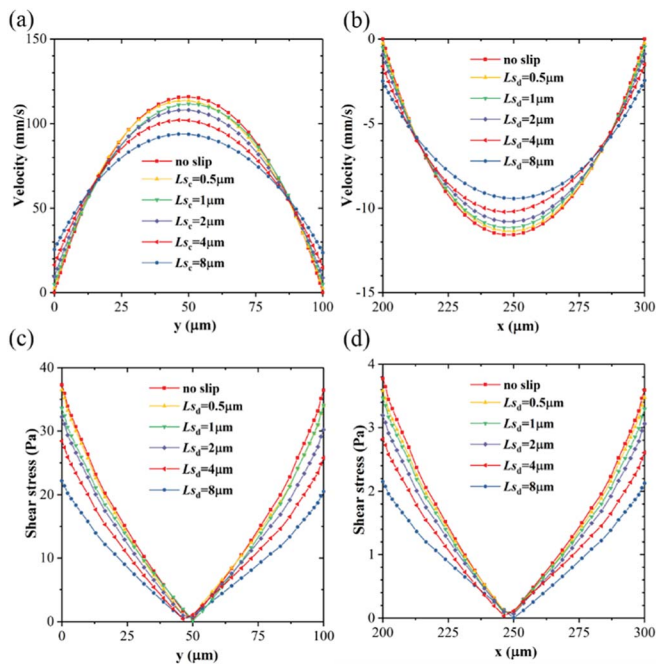 (a)
150
100
50
0
Velocity (mm/s)
no slip
Lsc=0.5μm
Lsc=1μm
Lsc=2μm
Lsc=4μm
Lsc=8μm
0 25 50 75 100
y (μm)
(b)
0
-5
-10
-15
Velocity (mm/s)
no slip
Lsd=0.5μm
Lsd=1μm
Lsd=2μm
Lsd=4μm
Lsd=8μm
200 225 250 275 300
x (μm)
(c)
40
30
20
10
0
Shear stress (Pa)
no slip
Lsd=0.5μm
Lsd=1μm
Lsd=2μm
Lsd=4μm
Lsd=8μm
0 25 50 75 100
y (μm)
(d)
4
3
2
1
0
Shear stress (Pa)
no slip
Lsd=0.5μm
Lsd=1μm
Lsd=2μm
Lsd=4μm
Lsd=8μm
200 225 250 275 300
x (μm)